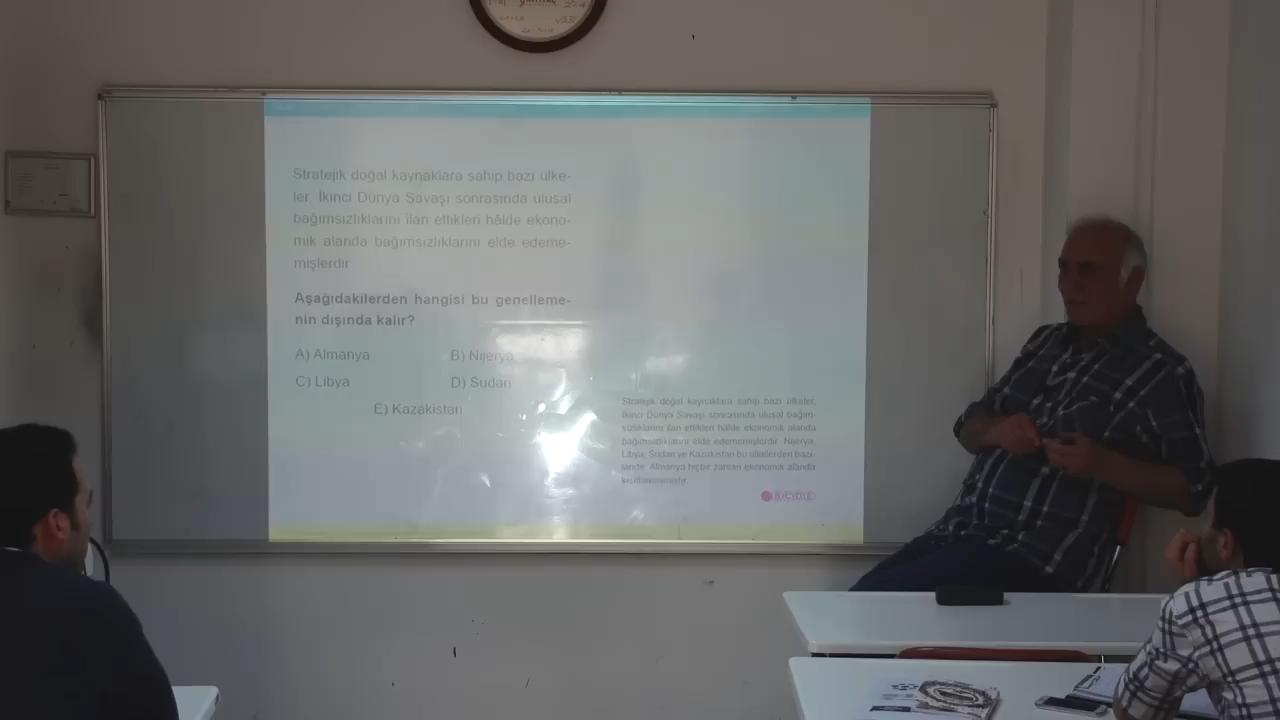 Stratejik doğal kaynaklara sahip bazı ülke-
ler, İkinci Dünya Savaşı sonrasında ulusal
bağımsızlıklarını ilan ettikleri hâlde ekono-
mik alanda bağımsızlıklarını elde edeme-
mişlerdir.
Aşağıdakilerden hangisi bu genelleme-
nin dışında kalır?
A) Almanya B) Nijerya
C) Libya D) Sudan
E) Kazakistan
Stratejik doğal kaynaklara sahip bazı ülkeler,
İkinci Dünya Savaşı sonrasında ulusal bağım-
sızlıklarını ilan ettikleri hâlde ekonomik alanda
bağımsızlıklarını elde edememişlerdir. Nijerya,
Libya, Sudan ve Kazakistan bu ülkelerden bazı-
larıdır. Almanya hiçbir zaman ekonomik alanda
A B C D E